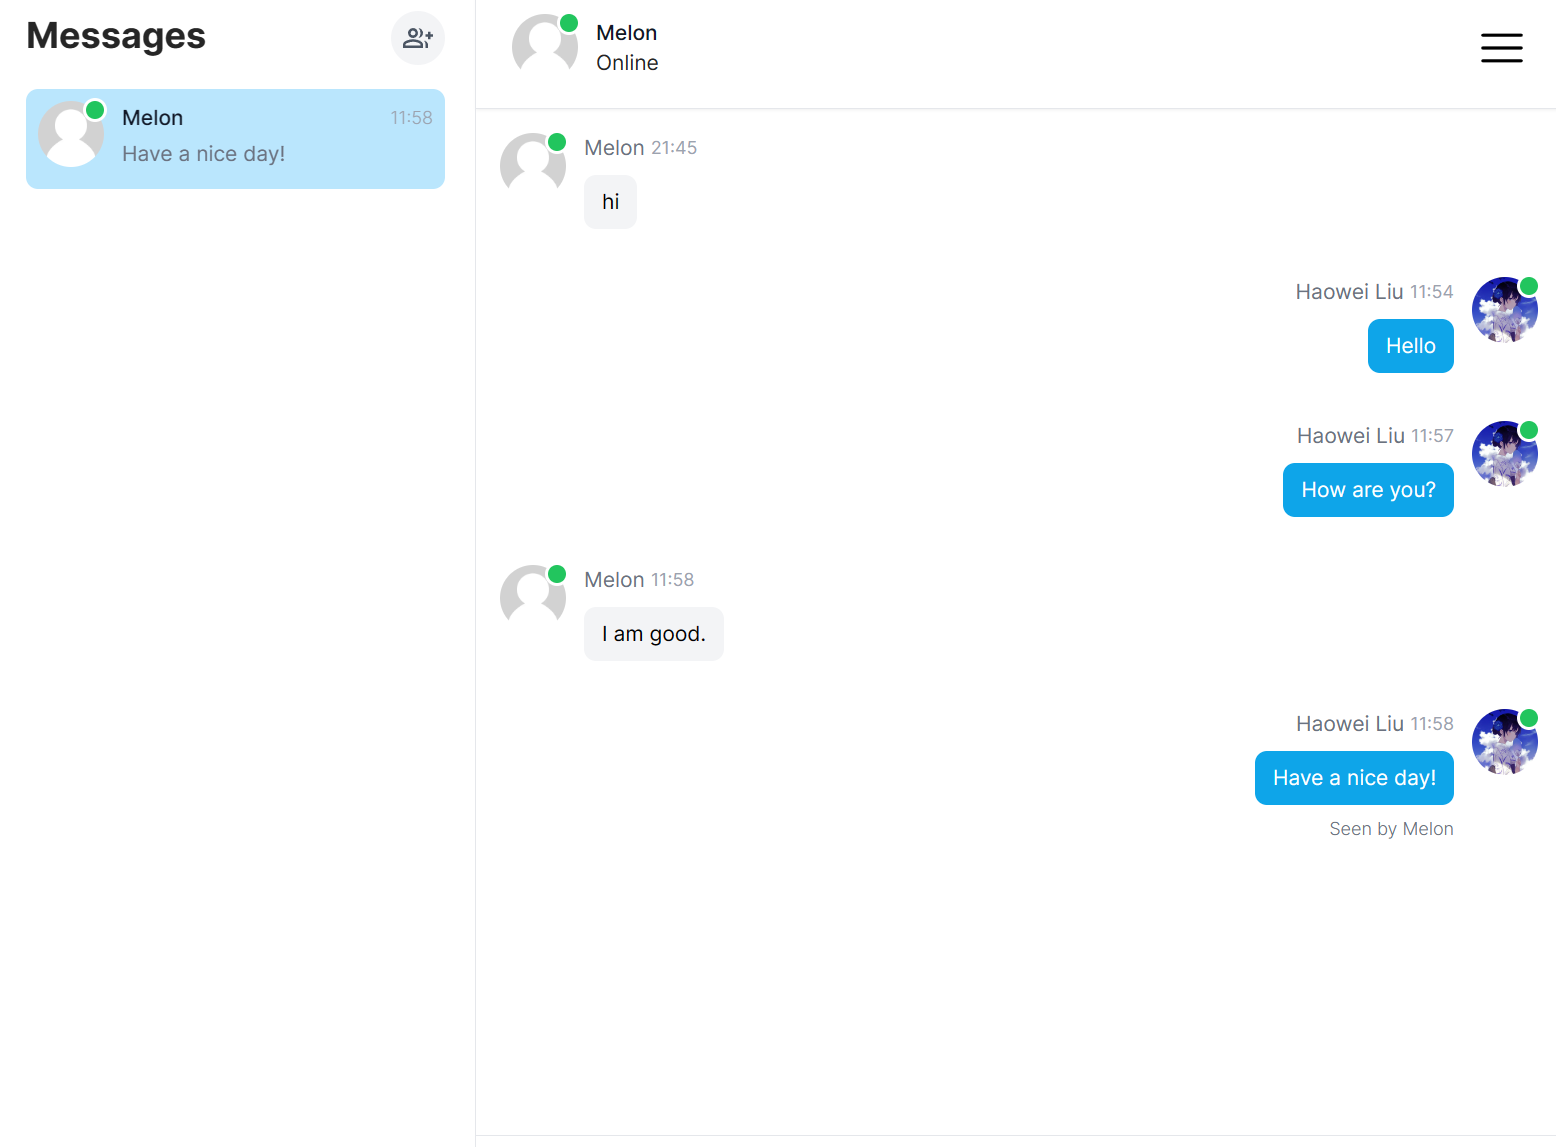 Messages
Melon 11:58
Have a nice day!
Melon
Online
Melon 21:45
hi
Haowei Liu 11:54
Hello
Haowei Liu 11:57
How are you?
Melon 11:58
I am good.
Haowei Liu 11:58
Have a nice day!
Seen by Melon